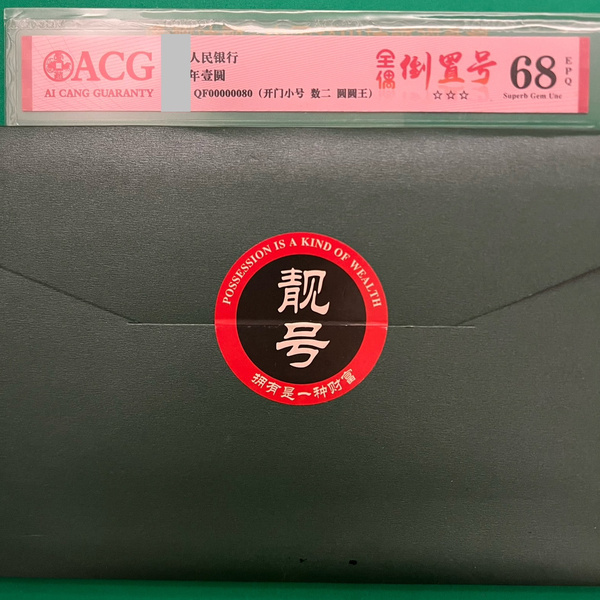 ACG
AI CANG GUARANTY
人民银行
年壹圆
QF00000080（开门小号 数二 圆圆王）
全偶
倒置号
☆☆☆
68
EPQ
Superb Gem Unc
POSSESSION IS A KIND OF WEALTH
靓号
拥有是一种财富